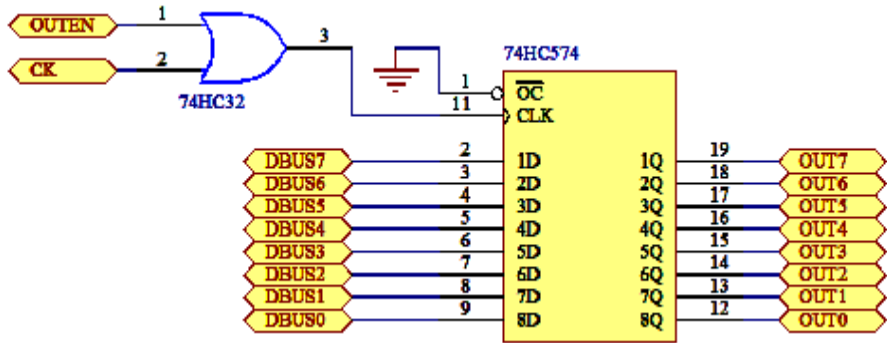 OUTEN 1
3
CK 2
74HC32
74HC574
1 OC
11 CLK
DBUS7 2 1D 1Q 19 OUT7
DBUS6 3 2D 2Q 18 OUT6
DBUS5 4 3D 3Q 17 OUT5
DBUS4 5 4D 4Q 16 OUT4
DBUS3 6 5D 5Q 15 OUT3
DBUS2 7 6D 6Q 14 OUT2
DBUS1 8 7D 7Q 13 OUT1
DBUS0 9 8D 8Q 12 OUT0